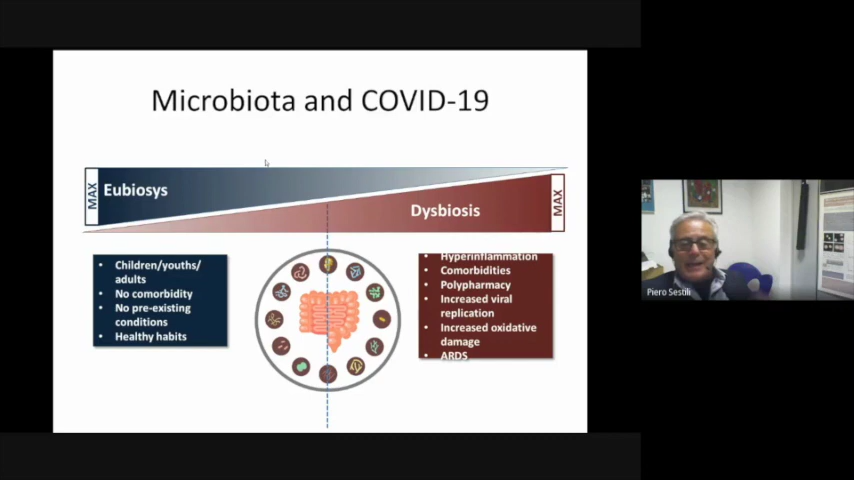 Microbiota and COVID-19
MAX
Eubiosys
Dysbiosis
MAX
• Children/youths/
adults
• No comorbidity
• No pre-existing
conditions
• Healthy habits
• Hyperinflammation
• Comorbidities
• Polypharmacy
• Increased viral
replication
• Increased oxidative
damage
• ARDS
Piero Sestili